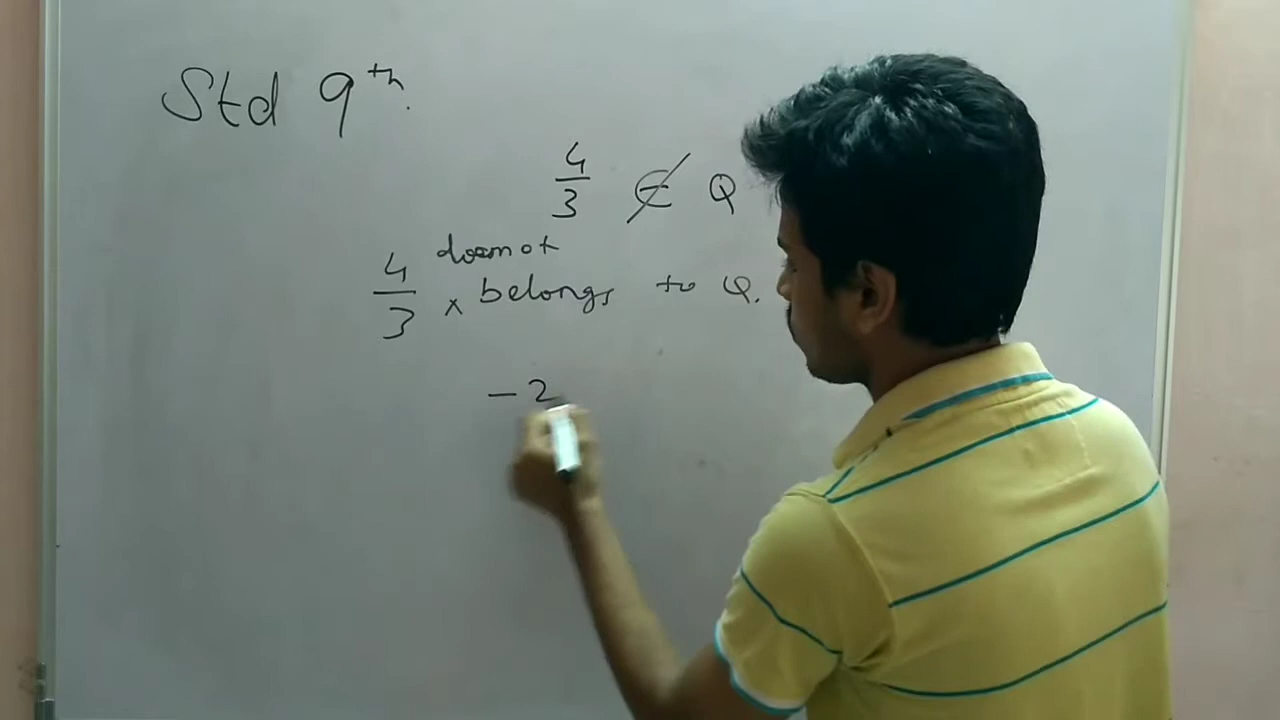 Std 9th.
4/3 ∉ Q
doesnot
4/3 × belongs to Q.
-2